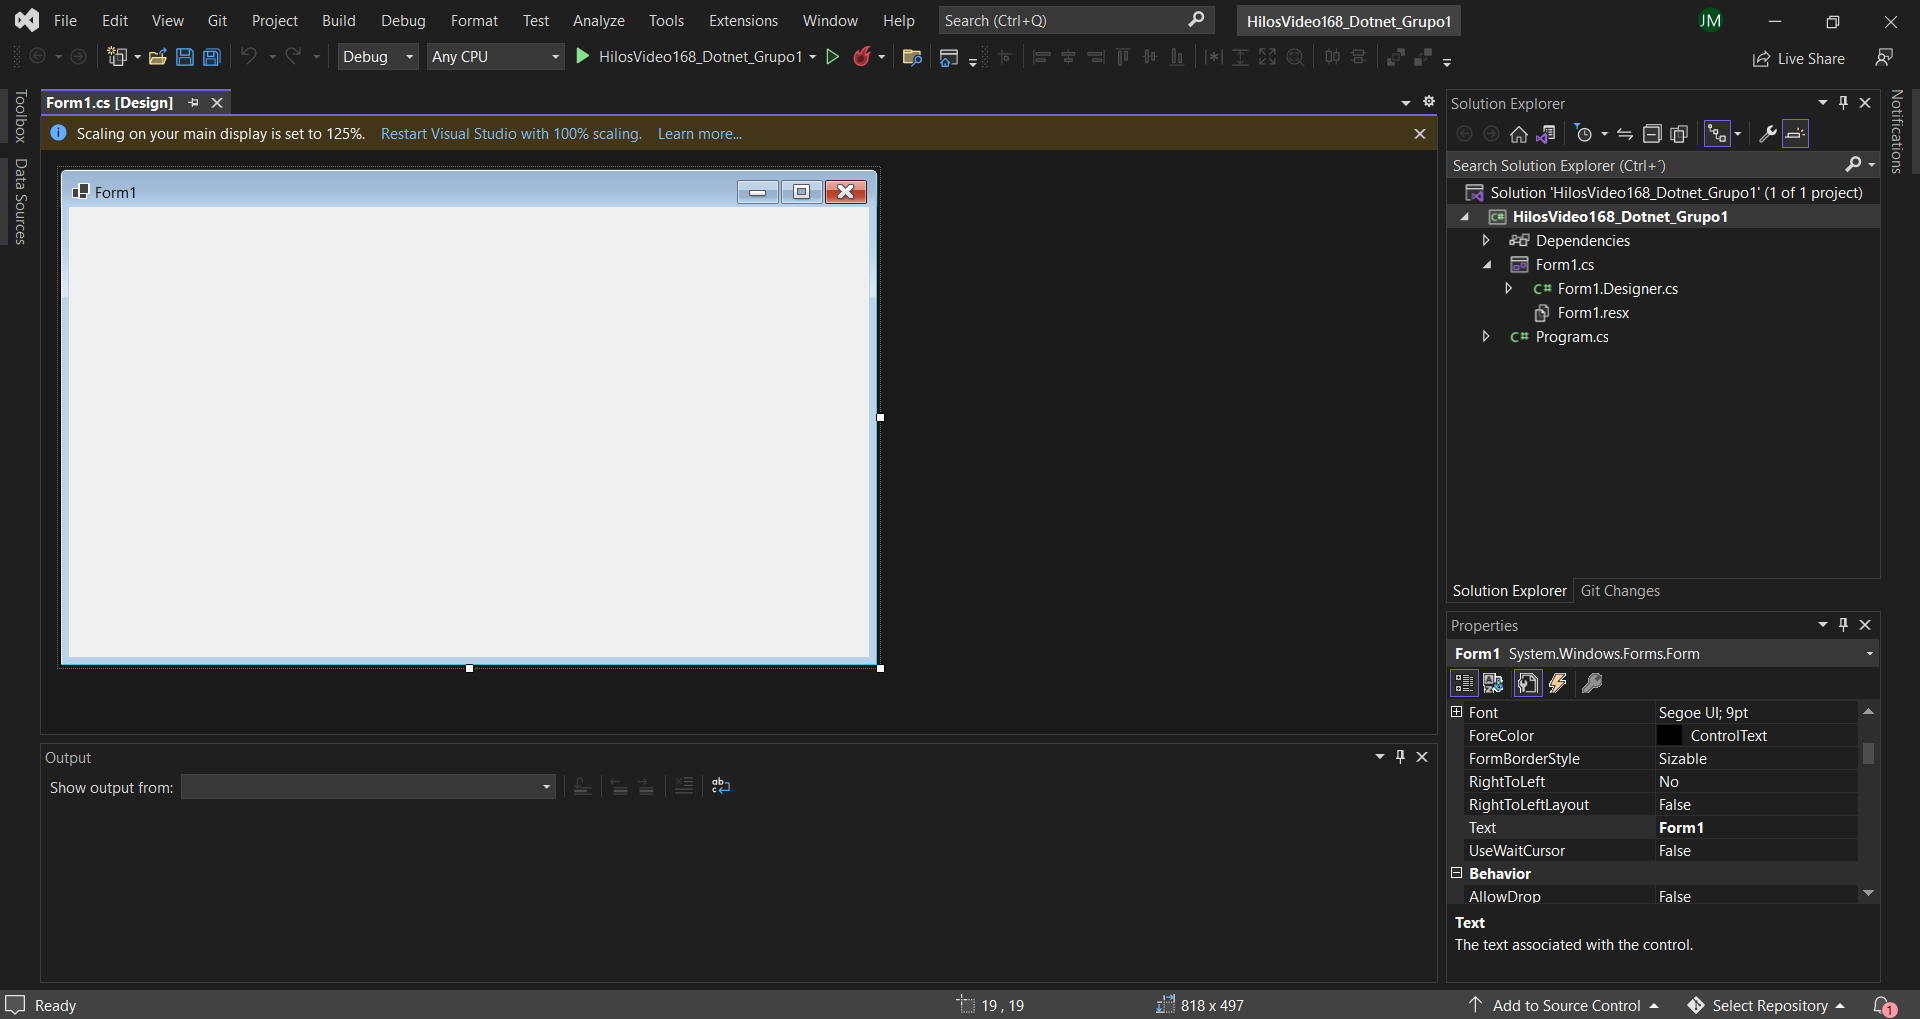 File Edit View Git Project Build Debug Format Test Analyze Tools Extensions Window Help Search (Ctrl+Q) HilosVideo168_Dotnet_Grupo1 JM
Debug Any CPU HilosVideo168_Dotnet_Grupo1 Live Share
Toolbox
Data Sources
Form1.cs [Design]
Scaling on your main display is set to 125%. Restart Visual Studio with 100% scaling. Learn more...
Form1
Output
Show output from:
Solution Explorer
Search Solution Explorer (Ctrl+´)
Solution 'HilosVideo168_Dotnet_Grupo1' (1 of 1 project)
C# HilosVideo168_Dotnet_Grupo1
Dependencies
Form1.cs
C# Form1.Designer.cs
Form1.resx
C# Program.cs
Solution Explorer Git Changes
Properties
Form1 System.Windows.Forms.Form
Font Segoe UI; 9pt
ForeColor ControlText
FormBorderStyle Sizable
RightToLeft No
RightToLeftLayout False
Text Form1
UseWaitCursor False
Behavior
AllowDrop False
Text
The text associated with the control.
Notifications
Ready 19 , 19 818 x 497 Add to Source Control Select Repository 1